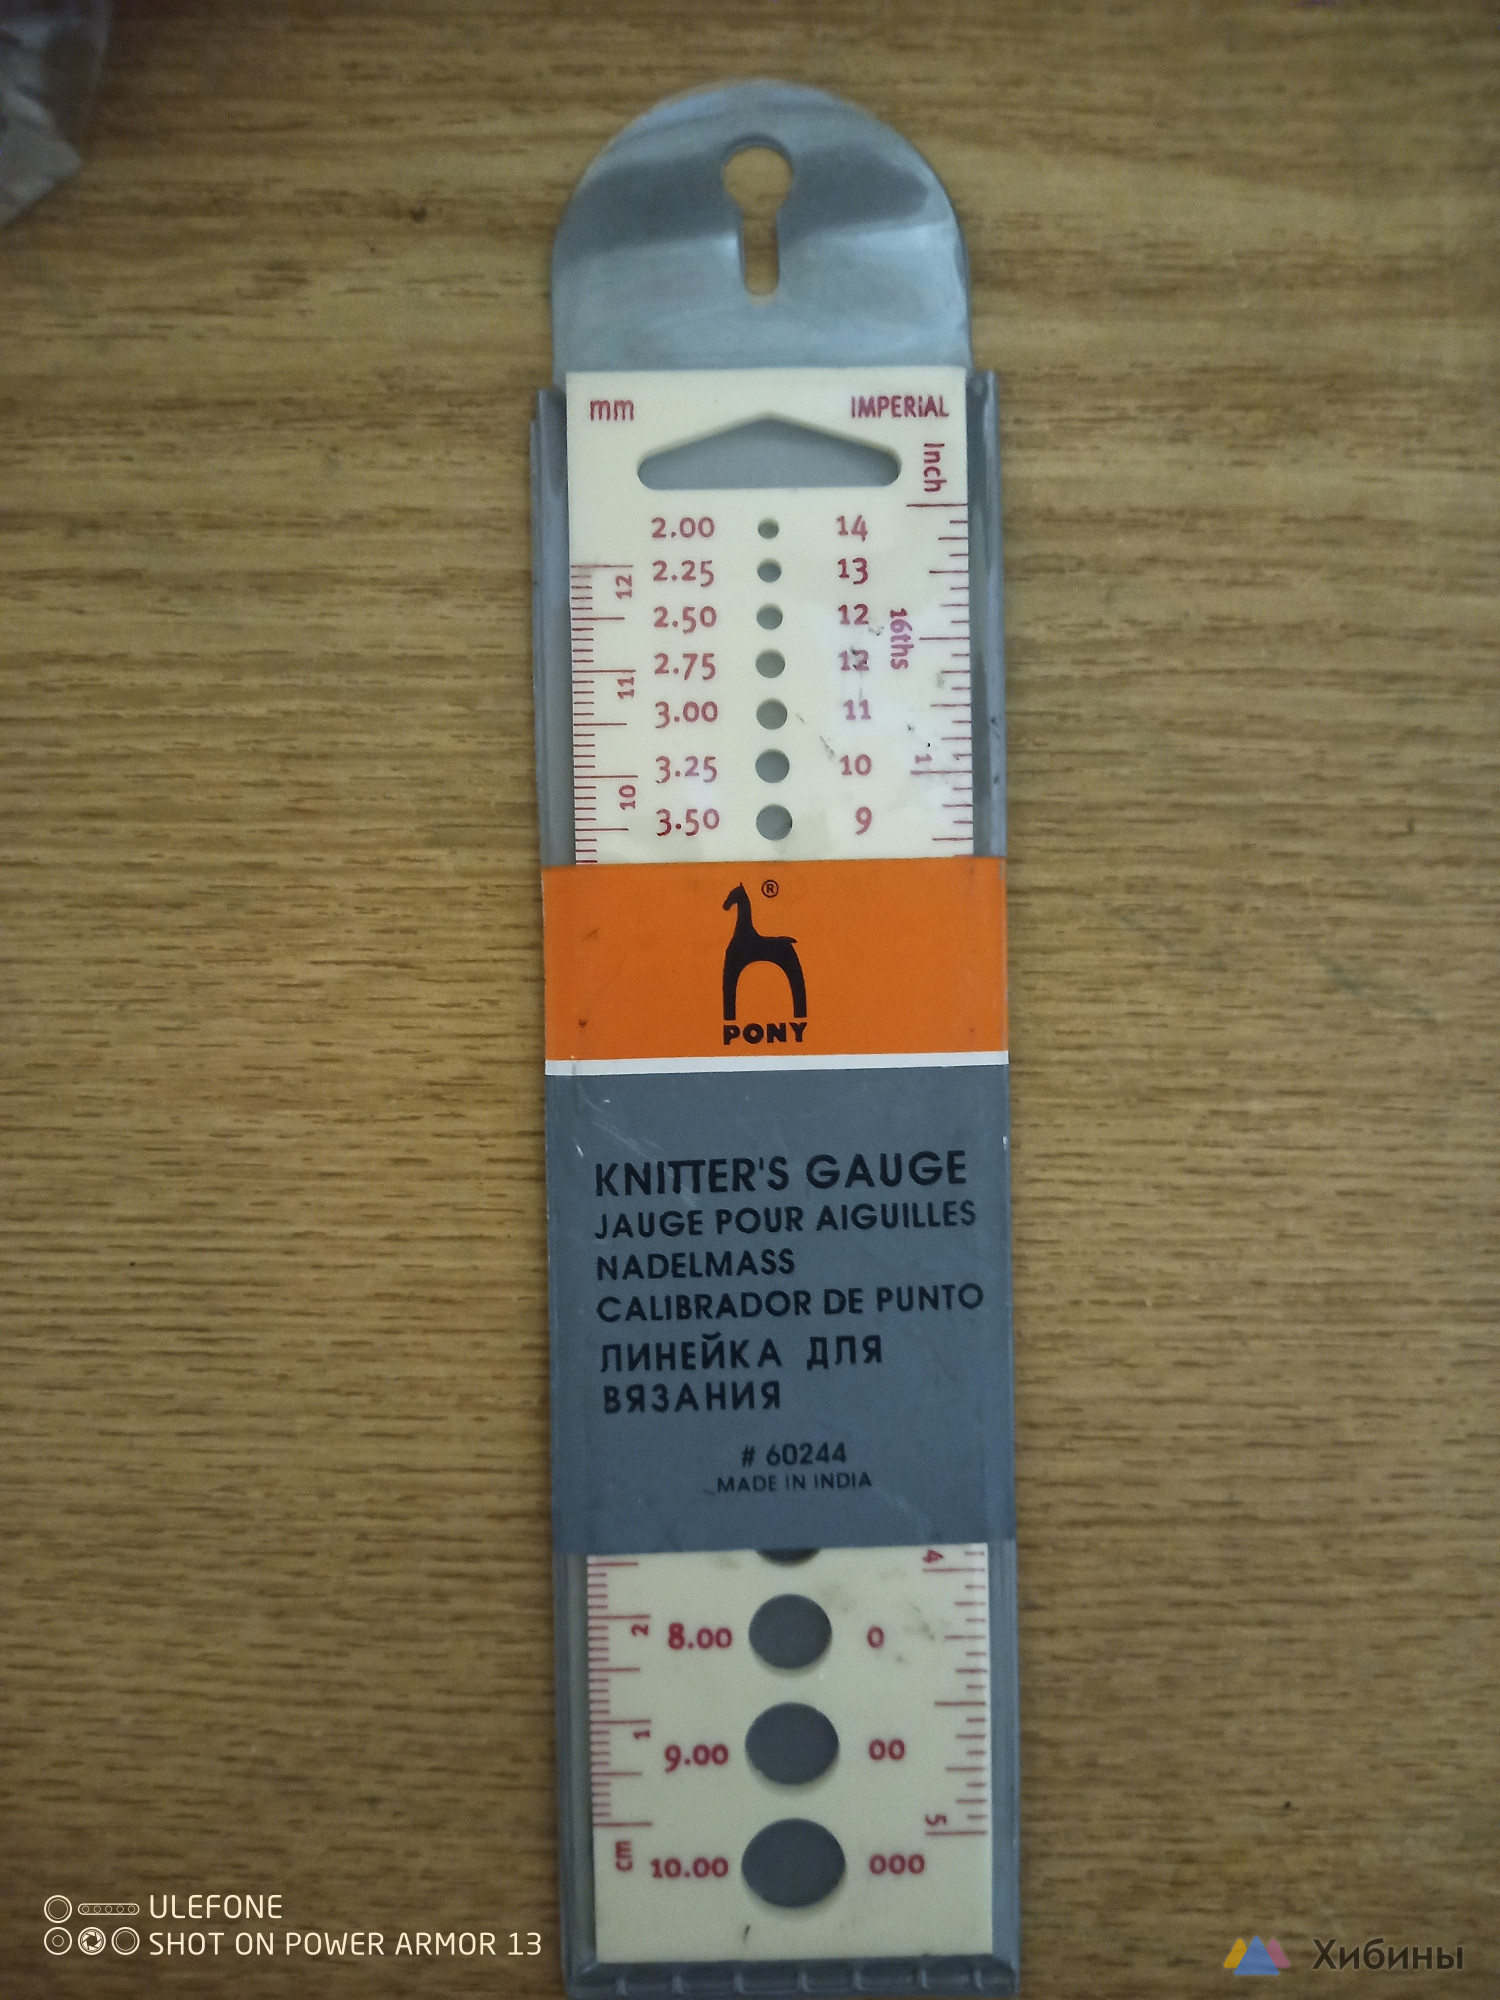 mm IMPERIAL
Inch
2.00 14
2.25 13
12
2.50 12
16ths
2.75 12
11
3.00 11
3.25 10
1
10
3.50 9
®
PONY
KNITTER'S GAUGE
JAUGE POUR AIGUILLES
NADELMASS
CALIBRADOR DE PUNTO
ЛИНЕЙКА ДЛЯ
ВЯЗАНИЯ
# 60244
MADE IN INDIA
4
2 8.00 0
1
9.00 00
5
cm 10.00 000
ULEFONE
SHOT ON POWER ARMOR 13
Хибины